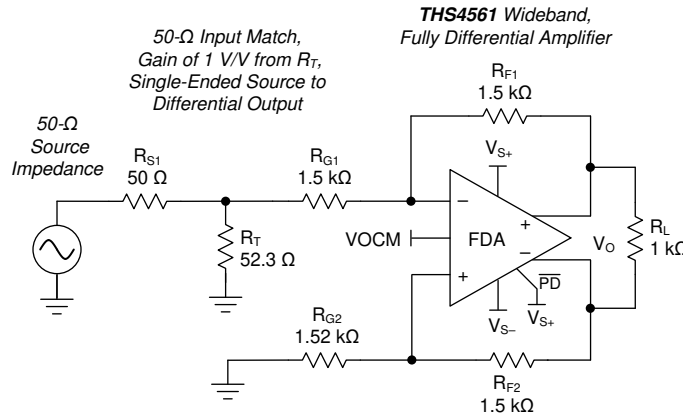 THS4561 Wideband,
Fully Differential Amplifier
50-Ω Input Match,
Gain of 1 V/V from RT,
Single-Ended Source to
Differential Output
50-Ω
Source
Impedance
RF1
1.5 kΩ
VS+
RS1
50 Ω
RG1
1.5 kΩ
−
+
RT
52.3 Ω
VOCM
FDA
VO
RL
1 kΩ
−
+
PD
VS−
VS+
RG2
1.52 kΩ
RF2
1.5 kΩ